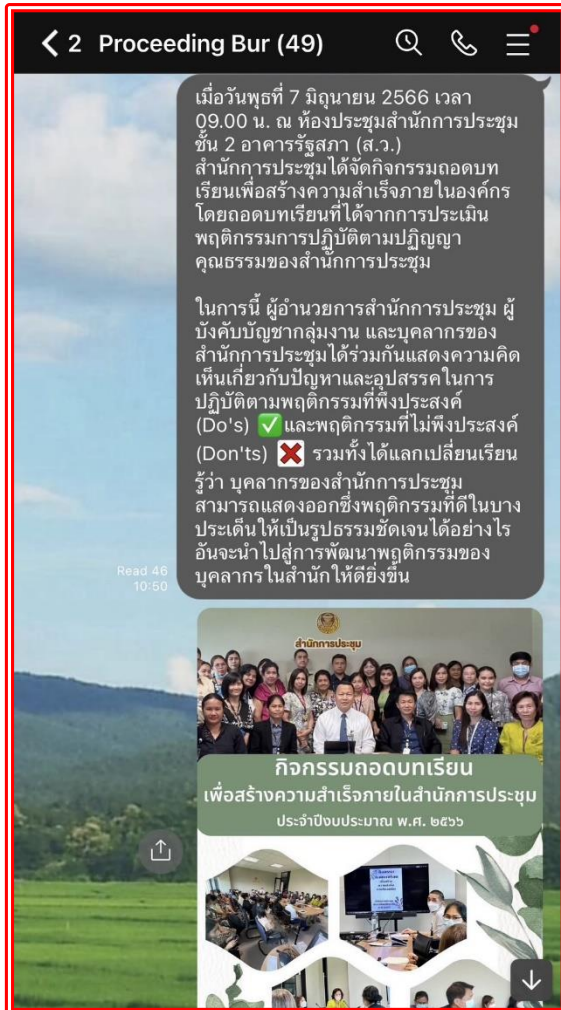 2 Proceeding Bur (49)
เมื่อวันพุธที่ 7 มิถุนายน 2566 เวลา
09.00 น. ณ ห้องประชุมสำนักการประชุม
ชั้น 2 อาคารรัฐสภา (ส.ว.)
สำนักการประชุมได้จัดกิจกรรมถอดบท
เรียนเพื่อสร้างความสำเร็จภายในองค์กร
โดยถอดบทเรียนที่ได้จากการประเมิน
พฤติกรรมการปฏิบัติตามปฏิญญา
คุณธรรมของสำนักการประชุม
ในการนี้ ผู้อำนวยการสำนักการประชุม ผู้
บังคับบัญชากลุ่มงาน และบุคลากรของ
สำนักการประชุมได้ร่วมกันแสดงความคิด
เห็นเกี่ยวกับปัญหาและอุปสรรคในการ
ปฏิบัติตามพฤติกรรมที่พึงประสงค์
(Do's) ✅และพฤติกรรมที่ไม่พึงประสงค์
(Don'ts) ❌ รวมทั้งได้แลกเปลี่ยนเรียน
รู้ว่า บุคลากรของสำนักการประชุม
สามารถแสดงออกซึ่งพฤติกรรมที่ดีในบาง
ประเด็นให้เป็นรูปธรรมชัดเจนได้อย่างไร
อันจะนำไปสู่การพัฒนาพฤติกรรมของ
บุคลากรในสำนักให้ดียิ่งขึ้น
Read 46
10:50
สำนักการประชุม
กิจกรรมถอดบทเรียน
เพื่อสร้างความสำเร็จภายในสำนักการประชุม
ประจำปีงบประมาณ พ.ศ. ๒๕๖๖